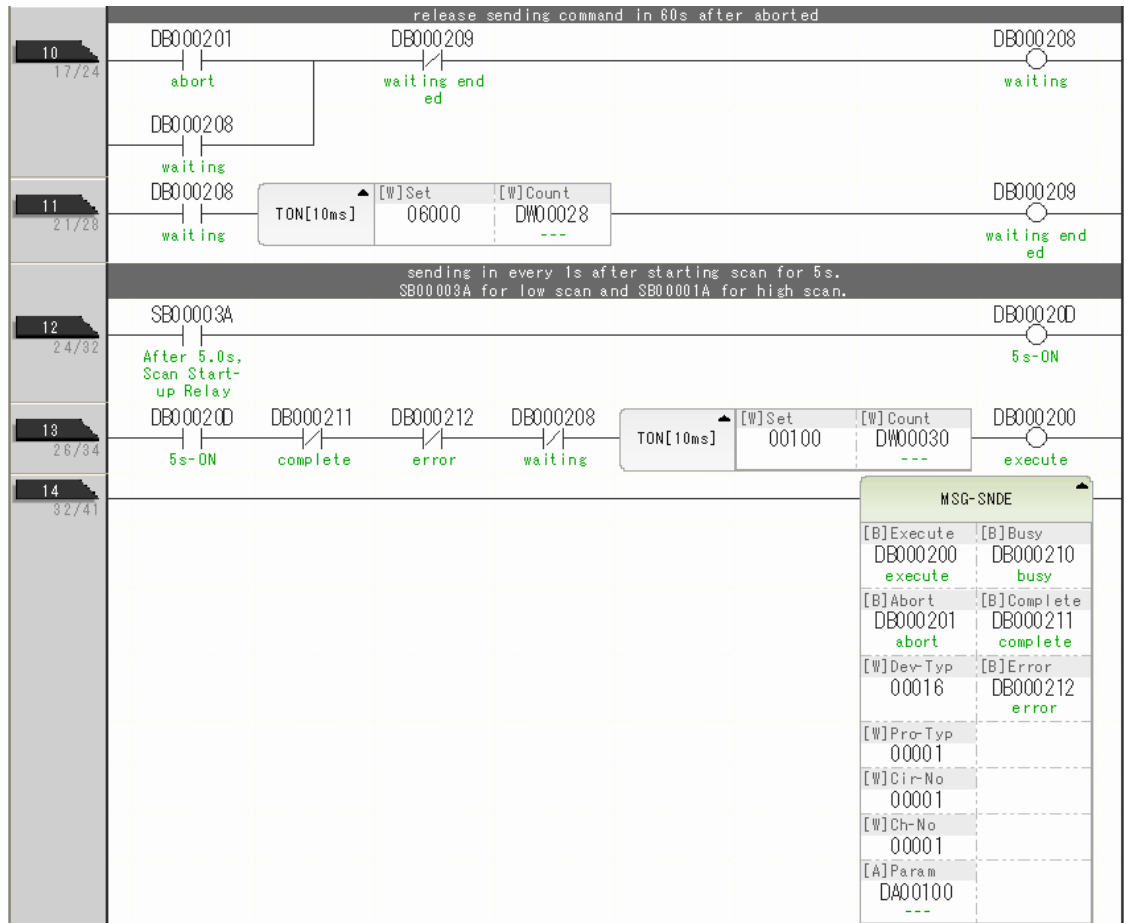 release sending command in 60s after aborted
10
17/24
DB000201
DB000209
DB000208
abort
waiting end
ed
waiting
DB000208
waiting
11
21/28
DB000208
waiting
TON[10ms]
[W]Set
06000
[W]Count
DW00028
---
DB000209
waiting end
ed
sending in every 1s after starting scan for 5s.
SB00003A for low scan and SB00001A for high scan.
12
24/32
SB00003A
After 5.0s,
Scan Start-
up Relay
DB00020D
5s-ON
13
26/34
DB00020D
5s-ON
DB000211
complete
DB000212
error
DB000208
waiting
TON[10ms]
[W]Set
00100
[W]Count
DW00030
---
DB000200
execute
14
32/41
MSG-SNDE
[B]Execute [B]Busy
DB000200 DB000210
execute busy
[B]Abort [B]Complete
DB000201 DB000211
abort complete
[W]Dev-Typ [B]Error
00016 DB000212
error
[W]Pro-Typ
00001
[W]Cir-No
00001
[W]Ch-No
00001
[A]Param
DA00100
---